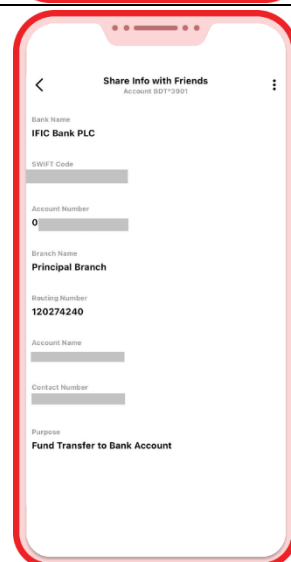 Share Info with Friends
Account BDT*3901
Bank Name
IFIC Bank PLC
SWIFT Code
Account Number
0
Branch Name
Principal Branch
Routing Number
120274240
Account Name
Contact Number
Purpose
Fund Transfer to Bank Account